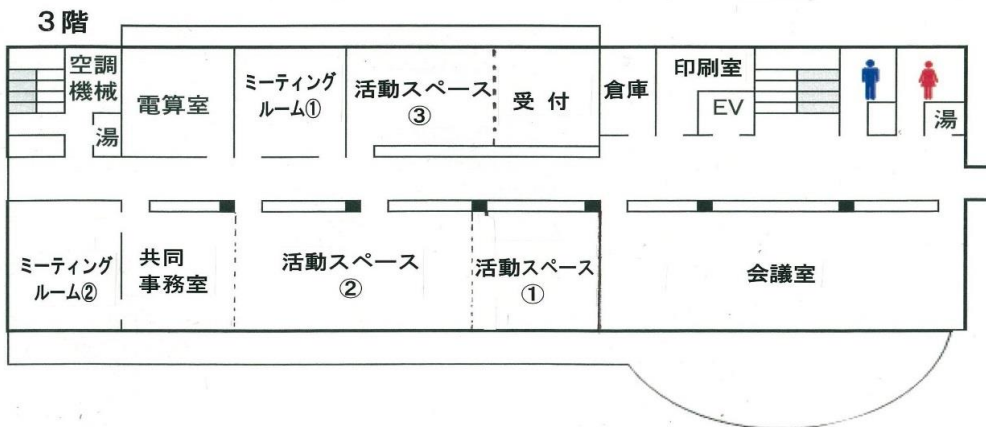 3階
空調
機械
湯
電算室
ミーティング
ルーム①
活動スペース
③
受付
倉庫
印刷室
EV
湯
ミーティング
ルーム②
共同
事務室
活動スペース
②
活動スペース
①
会議室